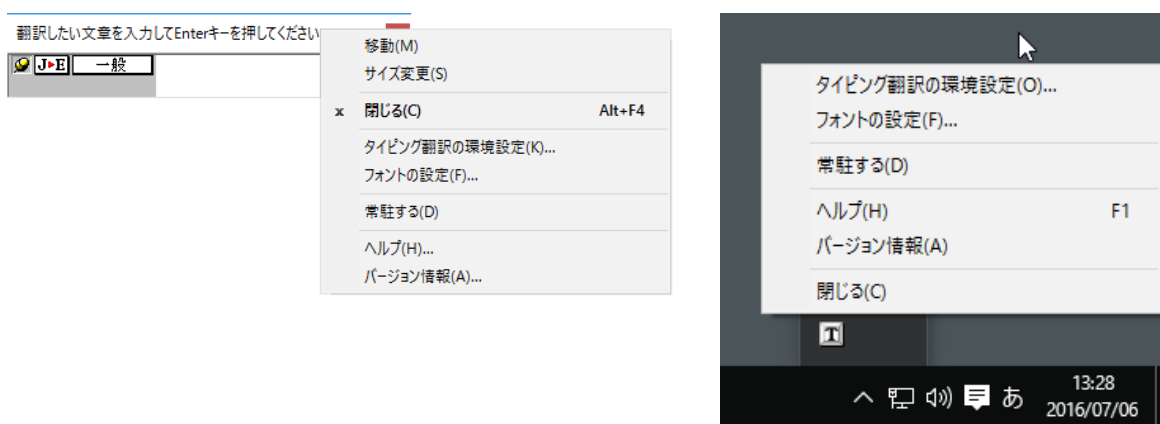 翻訳したい文章を入力してEnterキーを押してください
J▶E 一般
移動(M)
サイズ変更(S)
x 閉じる(C) Alt+F4
タイピング翻訳の環境設定(K)...
フォントの設定(F)...
常駐する(D)
ヘルプ(H)...
バージョン情報(A)...
タイピング翻訳の環境設定(O)...
フォントの設定(F)...
常駐する(D)
ヘルプ(H) F1
バージョン情報(A)
閉じる(C)
T
あ 13:28
2016/07/06